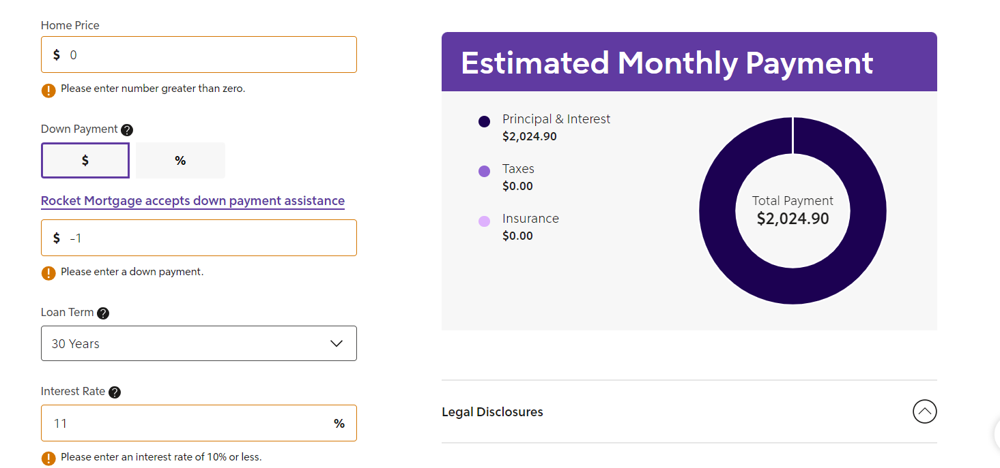 Home Price
$ 0
! Please enter number greater than zero.
Down Payment ?
$ %
Rocket Mortgage accepts down payment assistance
$ -1
! Please enter a down payment.
Loan Term ?
30 Years
Interest Rate ?
11 %
! Please enter an interest rate of 10% or less.
Estimated Monthly Payment
Principal & Interest
$2,024.90
Taxes
$0.00
Insurance
$0.00
Total Payment
$2,024.90
Legal Disclosures